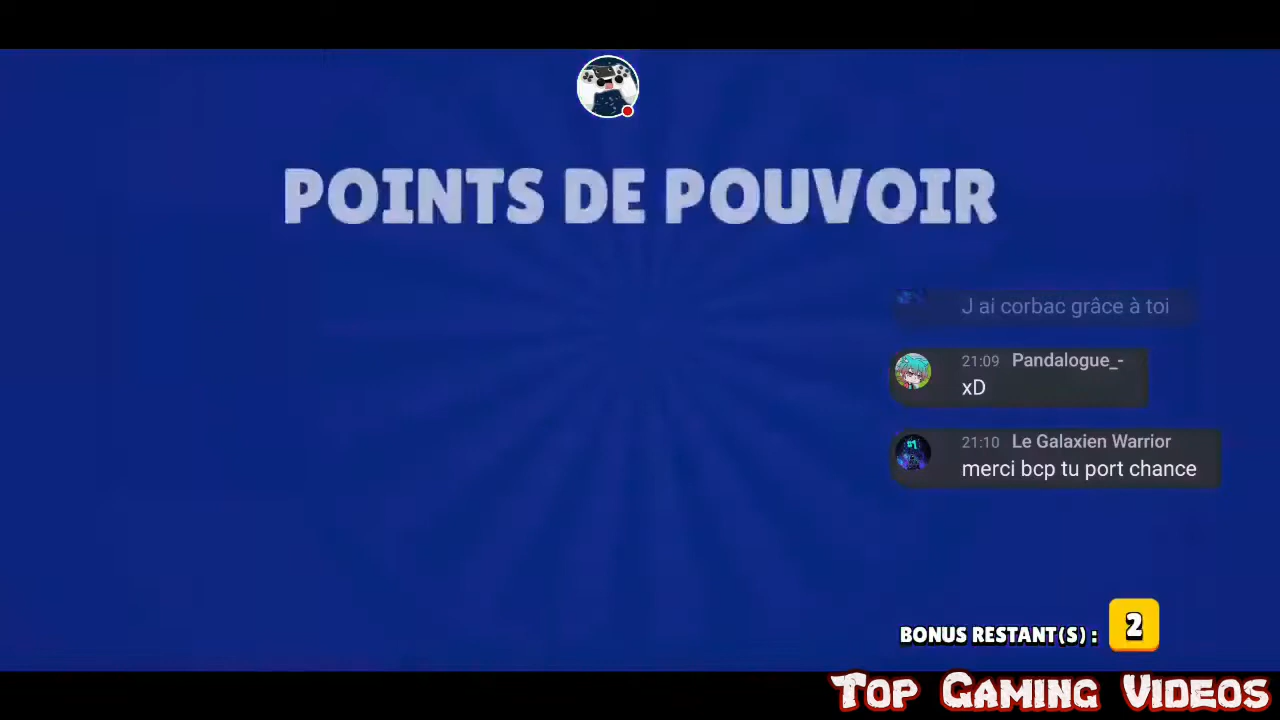 POINTS DE POUVOIR
J ai corbac grâce à toi
21:09 Pandalogue_-
xD
21:10 Le Galaxien Warrior
merci bcp tu port chance
BONUS RESTANT(S) : 2
TOP GAMING VIDEOS